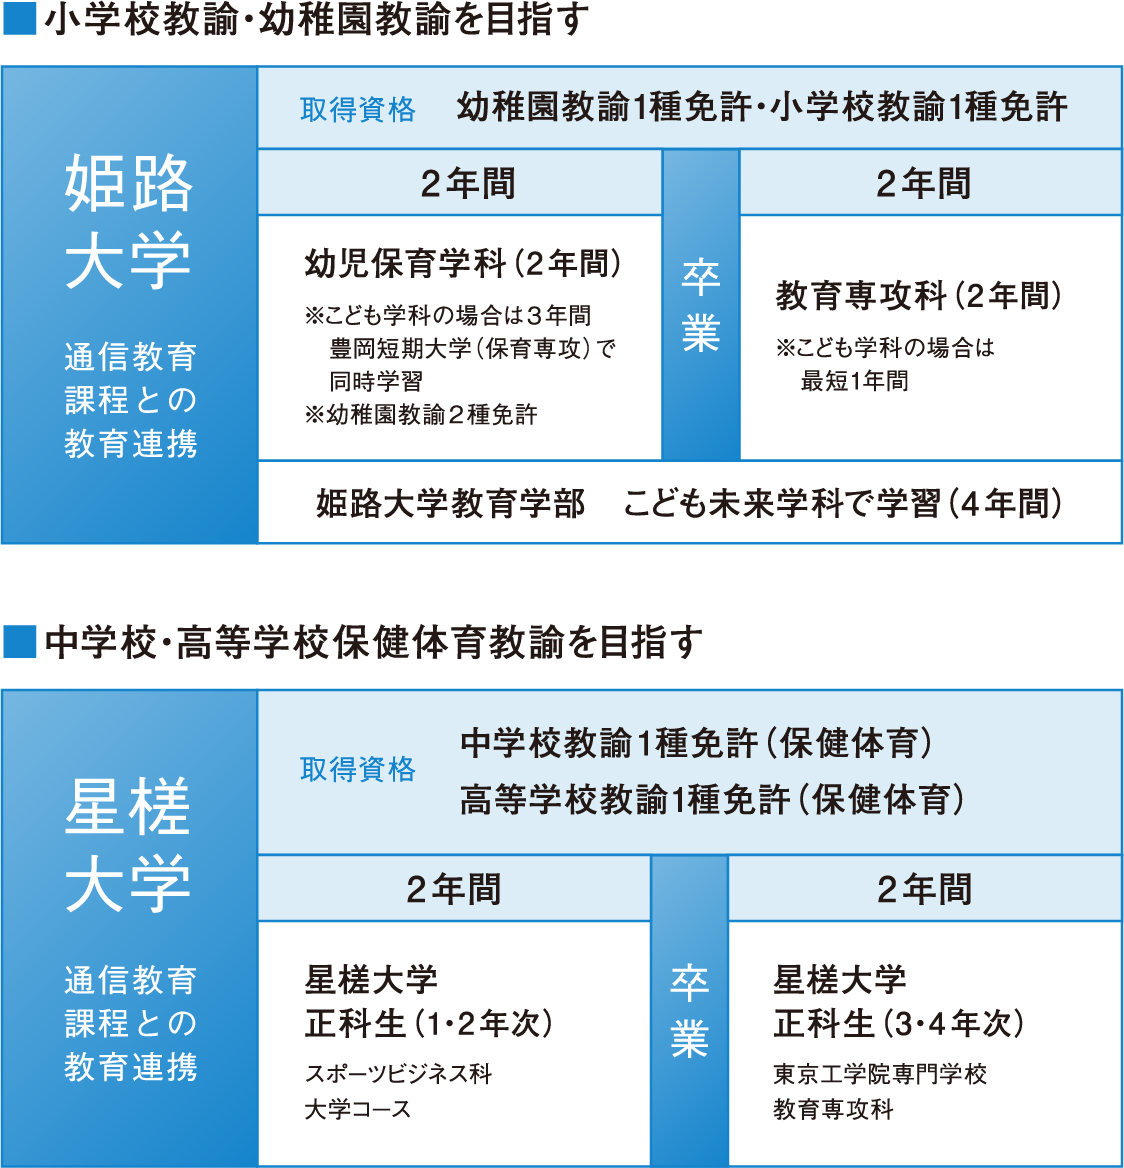 ■小学校教諭・幼稚園教諭を目指す
姫路
大学
通信教育
課程との
教育連携
取得資格 幼稚園教諭1種免許・小学校教諭1種免許
2年間
幼児保育学科(2年間)
※こども学科の場合は3年間
豊岡短期大学(保育専攻)で
同時学習
※幼稚園教諭2種免許
卒
業
2年間
教育専攻科(2年間)
※こども学科の場合は
最短1年間
姫路大学教育学部 こども未来学科で学習(4年間)
■中学校・高等学校保健体育教諭を目指す
星槎
大学
通信教育
課程との
教育連携
取得資格
中学校教諭1種免許(保健体育)
高等学校教諭1種免許(保健体育)
2年間
星槎大学
正科生(1・2年次)
スポーツビジネス科
大学コース
卒
業
2年間
星槎大学
正科生(3・4年次)
東京工学院専門学校
教育専攻科